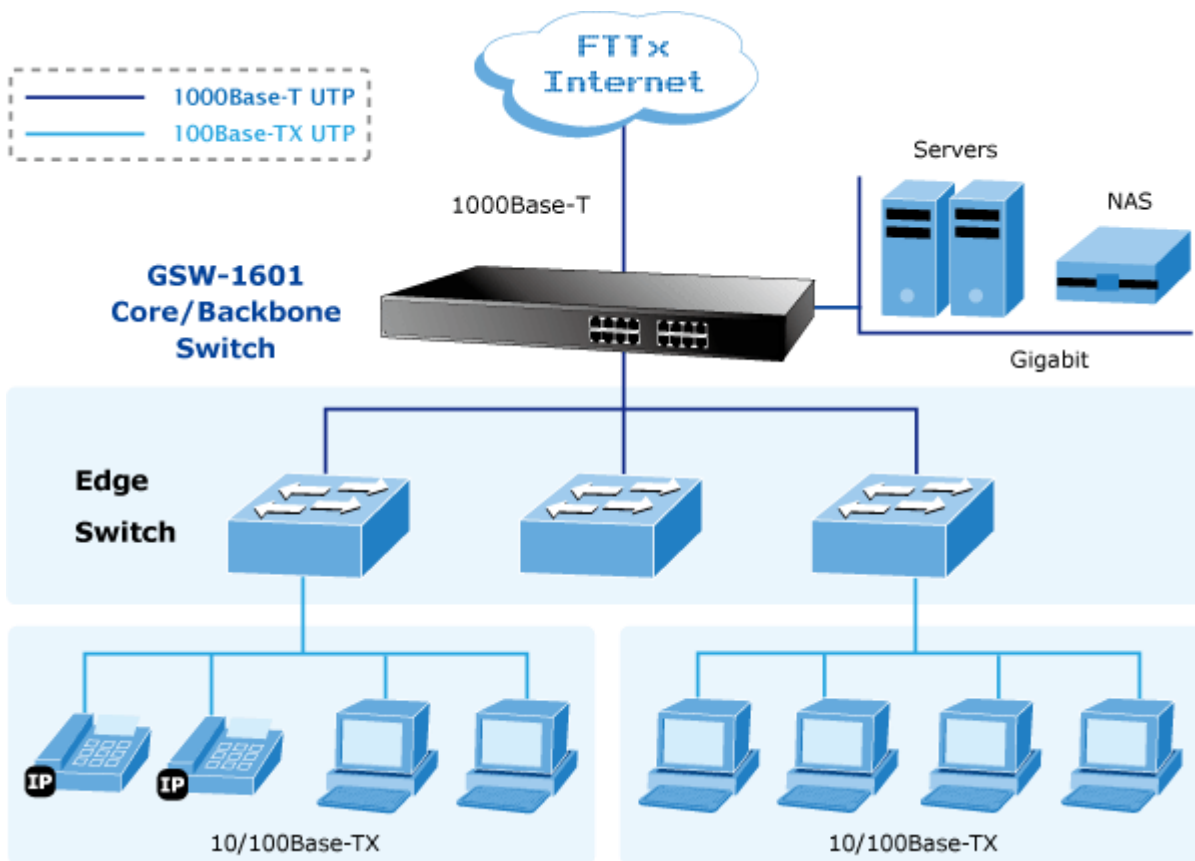 FTTx
Internet
1000Base-T UTP
100Base-TX UTP
1000Base-T
Servers
NAS
GSW-1601
Core/Backbone
Switch
Gigabit
Edge
Switch
IP
IP
10/100Base-TX
10/100Base-TX